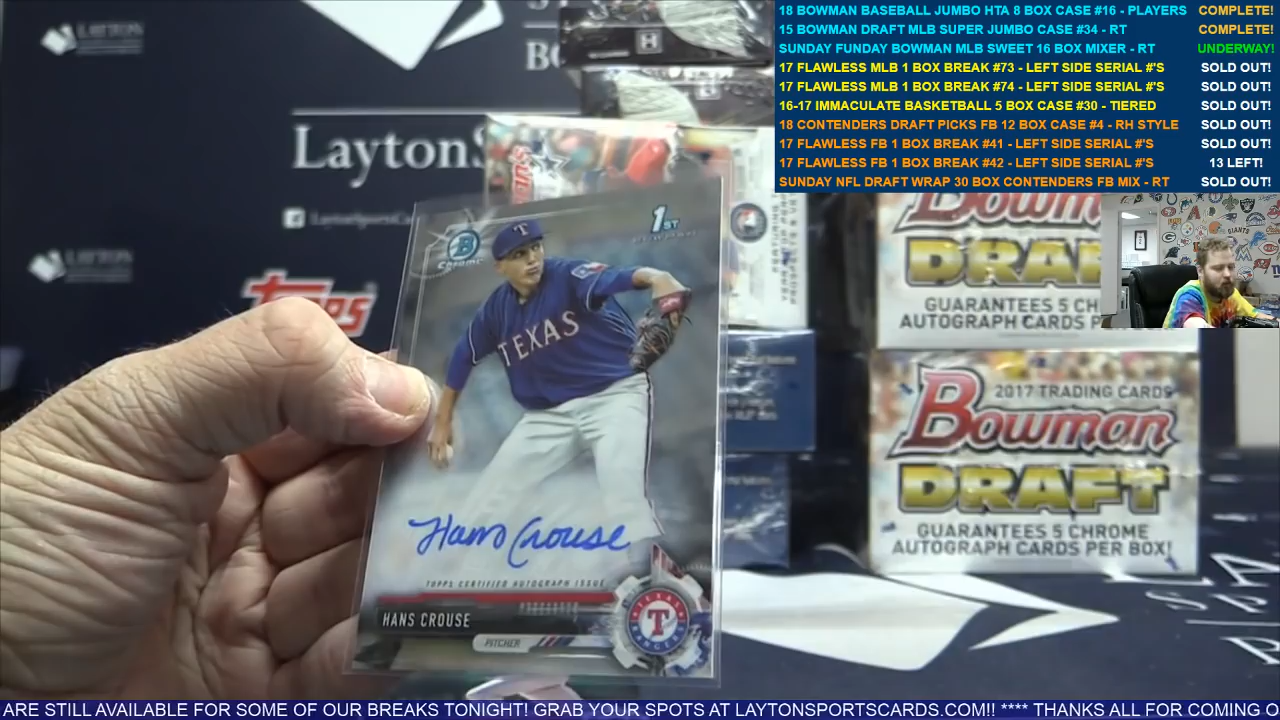 18 BOWMAN BASEBALL JUMBO HTA 8 BOX CASE #16 - PLAYERS COMPLETE!
15 BOWMAN DRAFT MLB SUPER JUMBO CASE #34 - RT COMPLETE!
SUNDAY FUNDAY BOWMAN MLB SWEET 16 BOX MIXER - RT UNDERWAY!
17 FLAWLESS MLB 1 BOX BREAK #73 - LEFT SIDE SERIAL #'S SOLD OUT!
17 FLAWLESS MLB 1 BOX BREAK #74 - LEFT SIDE SERIAL #'S SOLD OUT!
16-17 IMMACULATE BASKETBALL 5 BOX CASE #30 - TIERED SOLD OUT!
18 CONTENDERS DRAFT PICKS FB 12 BOX CASE #4 - RH STYLE SOLD OUT!
17 FLAWLESS FB 1 BOX BREAK #41 - LEFT SIDE SERIAL #'S SOLD OUT!
17 FLAWLESS FB 1 BOX BREAK #42 - LEFT SIDE SERIAL #'S 13 LEFT!
SUNDAY NFL DRAFT WRAP 30 BOX CONTENDERS FB MIX - RT SOLD OUT!
LAYTON
LaytonS
LaytonSportsCa
LAYTON
TOPPS
B
Chrome
1ST
T
TEXAS
Hans Crouse
TOPPS CERTIFIED AUTOGRAPH ISSUE
HANS CROUSE
PITCHER
TEXAS
T
RANGERS
Bowm
DRAF
GUARANTEES 5 CH
AUTOGRAPH CARDS P
GIANTS
2017 TRADING CARDS
Bowman
DRAFT
GUARANTEES 5 CHROME
AUTOGRAPH CARDS PER BOX!
ARE STILL AVAILABLE FOR SOME OF OUR BREAKS TONIGHT! GRAB YOUR SPOTS AT LAYTONSPORTSCARDS.COM!! **** THANKS ALL FOR COMING O